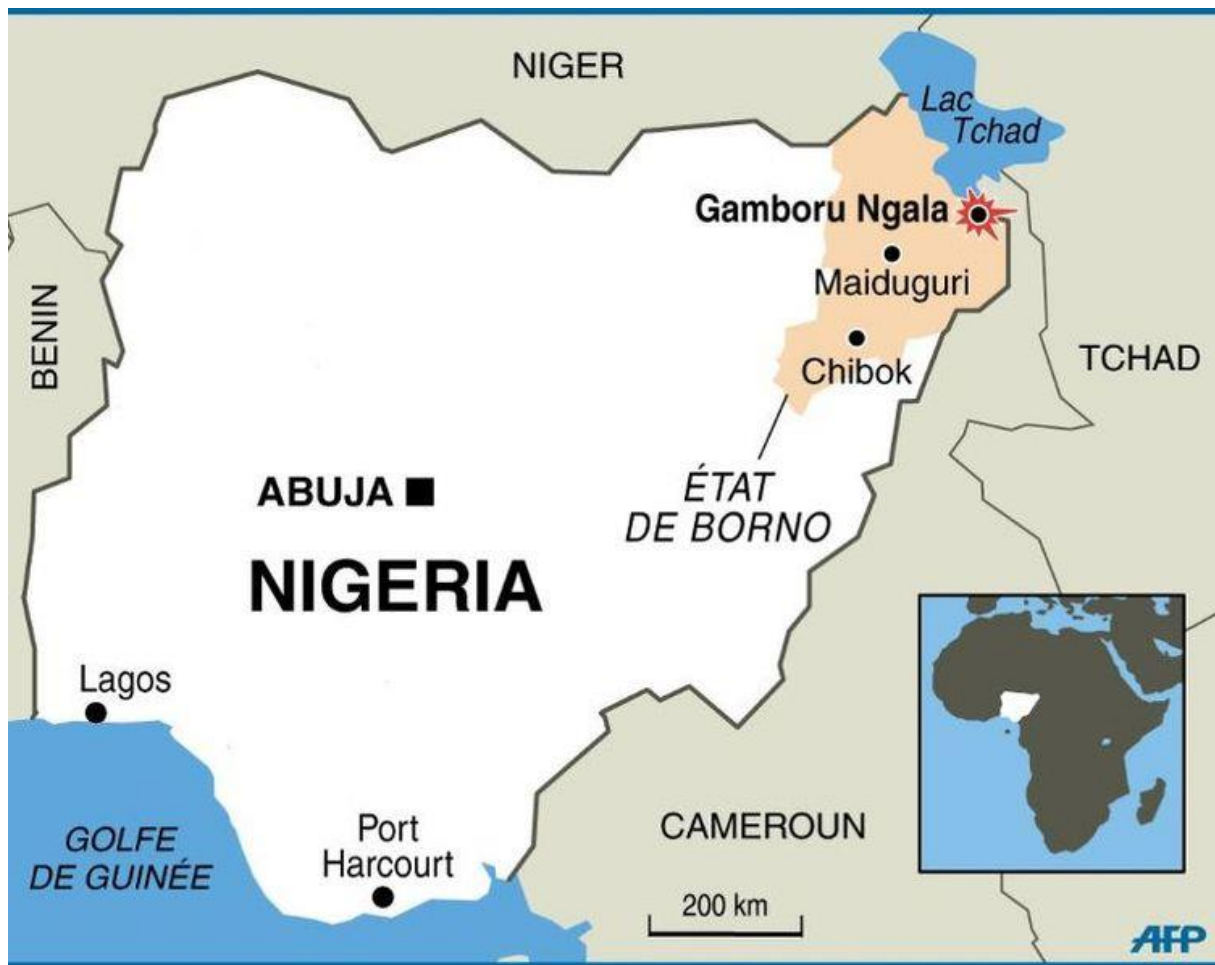 NIGER
Lac
Tchad
Gamboru Ngala
Maiduguri
BENIN
TCHAD
Chibok
ABUJA
ÉTAT
DE BORNO
NIGERIA
Lagos
GOLFE
DE GUINÉE
Port
Harcourt
CAMEROUN
200 km
AFP